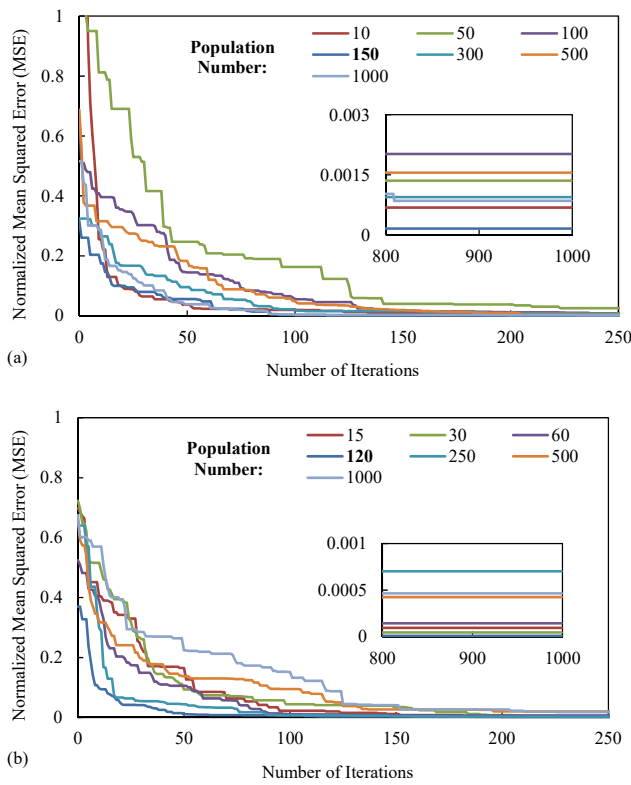 Normalized Mean Squared Error (MSE)
1
0.8
0.6
0.4
0.2
0
Population
Number:
10 50 100
150 300 500
1000
0.003
0.0015
0
800 900 1000
0 50 100 150 200 250
(a)
Number of Iterations
Normalized Mean Squared Error (MSE)
1
0.8
0.6
0.4
0.2
0
Population
Number:
15 30 60
120 250 500
1000
0.001
0.0005
0
800 900 1000
0 50 100 150 200 250
(b)
Number of Iterations